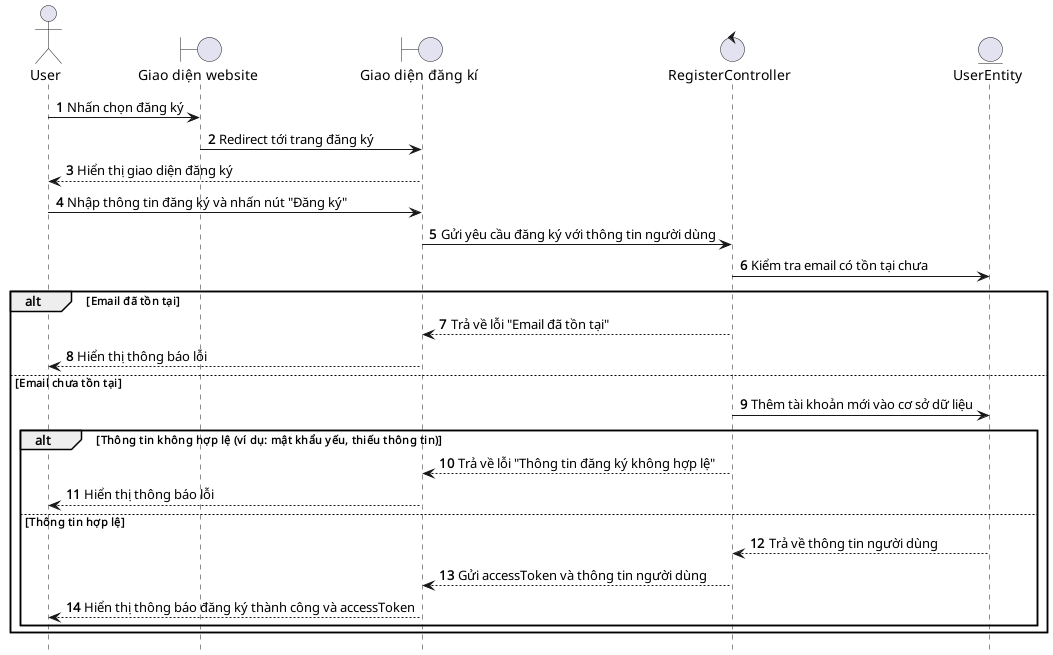 User
Giao diện website
Giao diện đăng kí
RegisterController
UserEntity
1 Nhấn chọn đăng ký
2 Redirect tới trang đăng ký
3 Hiển thị giao diện đăng ký
4 Nhập thông tin đăng ký và nhấn nút "Đăng ký"
5 Gửi yêu cầu đăng ký với thông tin người dùng
6 Kiểm tra email có tồn tại chưa
alt [Email đã tồn tại]
7 Trả về lỗi "Email đã tồn tại"
8 Hiển thị thông báo lỗi
[Email chưa tồn tại]
9 Thêm tài khoản mới vào cơ sở dữ liệu
alt [Thông tin không hợp lệ (ví dụ: mật khẩu yếu, thiếu thông tin)]
10 Trả về lỗi "Thông tin đăng ký không hợp lệ"
11 Hiển thị thông báo lỗi
[Thông tin hợp lệ]
12 Trả về thông tin người dùng
13 Gửi accessToken và thông tin người dùng
14 Hiển thị thông báo đăng ký thành công và accessToken